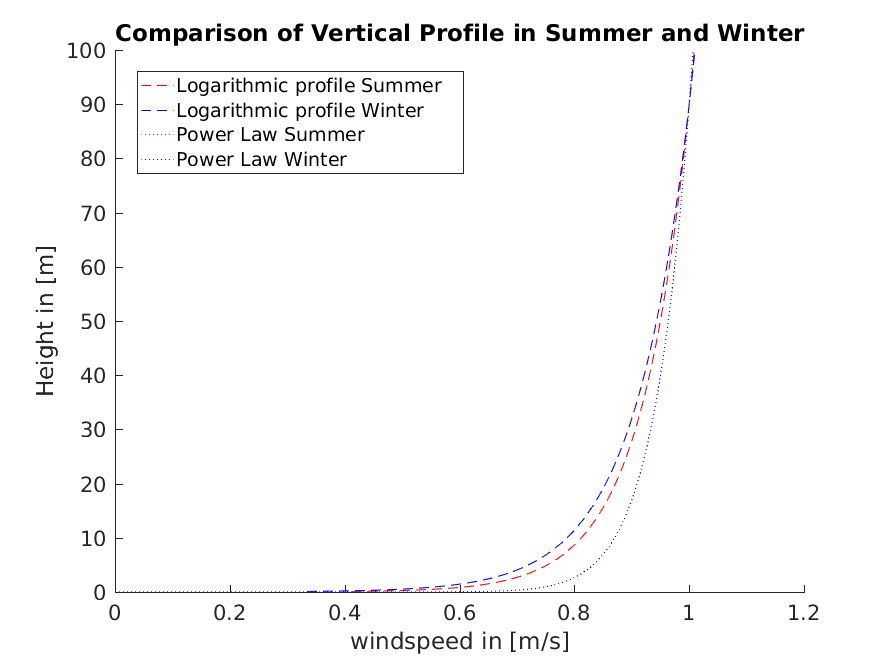 Comparison of Vertical Profile in Summer and Winter
100
90
80
70
60
50
40
30
20
10
0
Height in [m]
Logarithmic profile Summer
Logarithmic profile Winter
Power Law Summer
Power Law Winter
0 0.2 0.4 0.6 0.8 1 1.2
windspeed in [m/s]